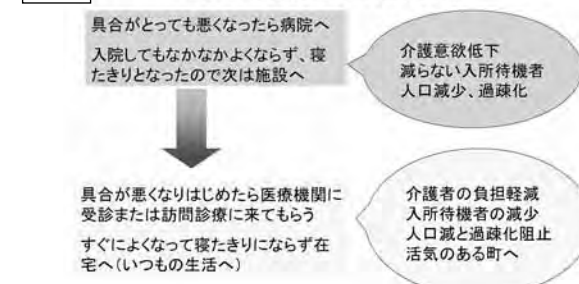 具合がとっても悪くなったら病院へ
入院してもなかなかよくならず、寝
たきりとなったので次は施設へ
介護意欲低下
減らない入所待機者
人口減少、過疎化
具合が悪くなりはじめたら医療機関に
受診または訪問診療に来てもらう
すぐによくなって寝たきりにならず在
宅へ(いつもの生活へ)
介護者の負担軽減
入所待機者の減少
人口減と過疎化阻止
活気のある町へ